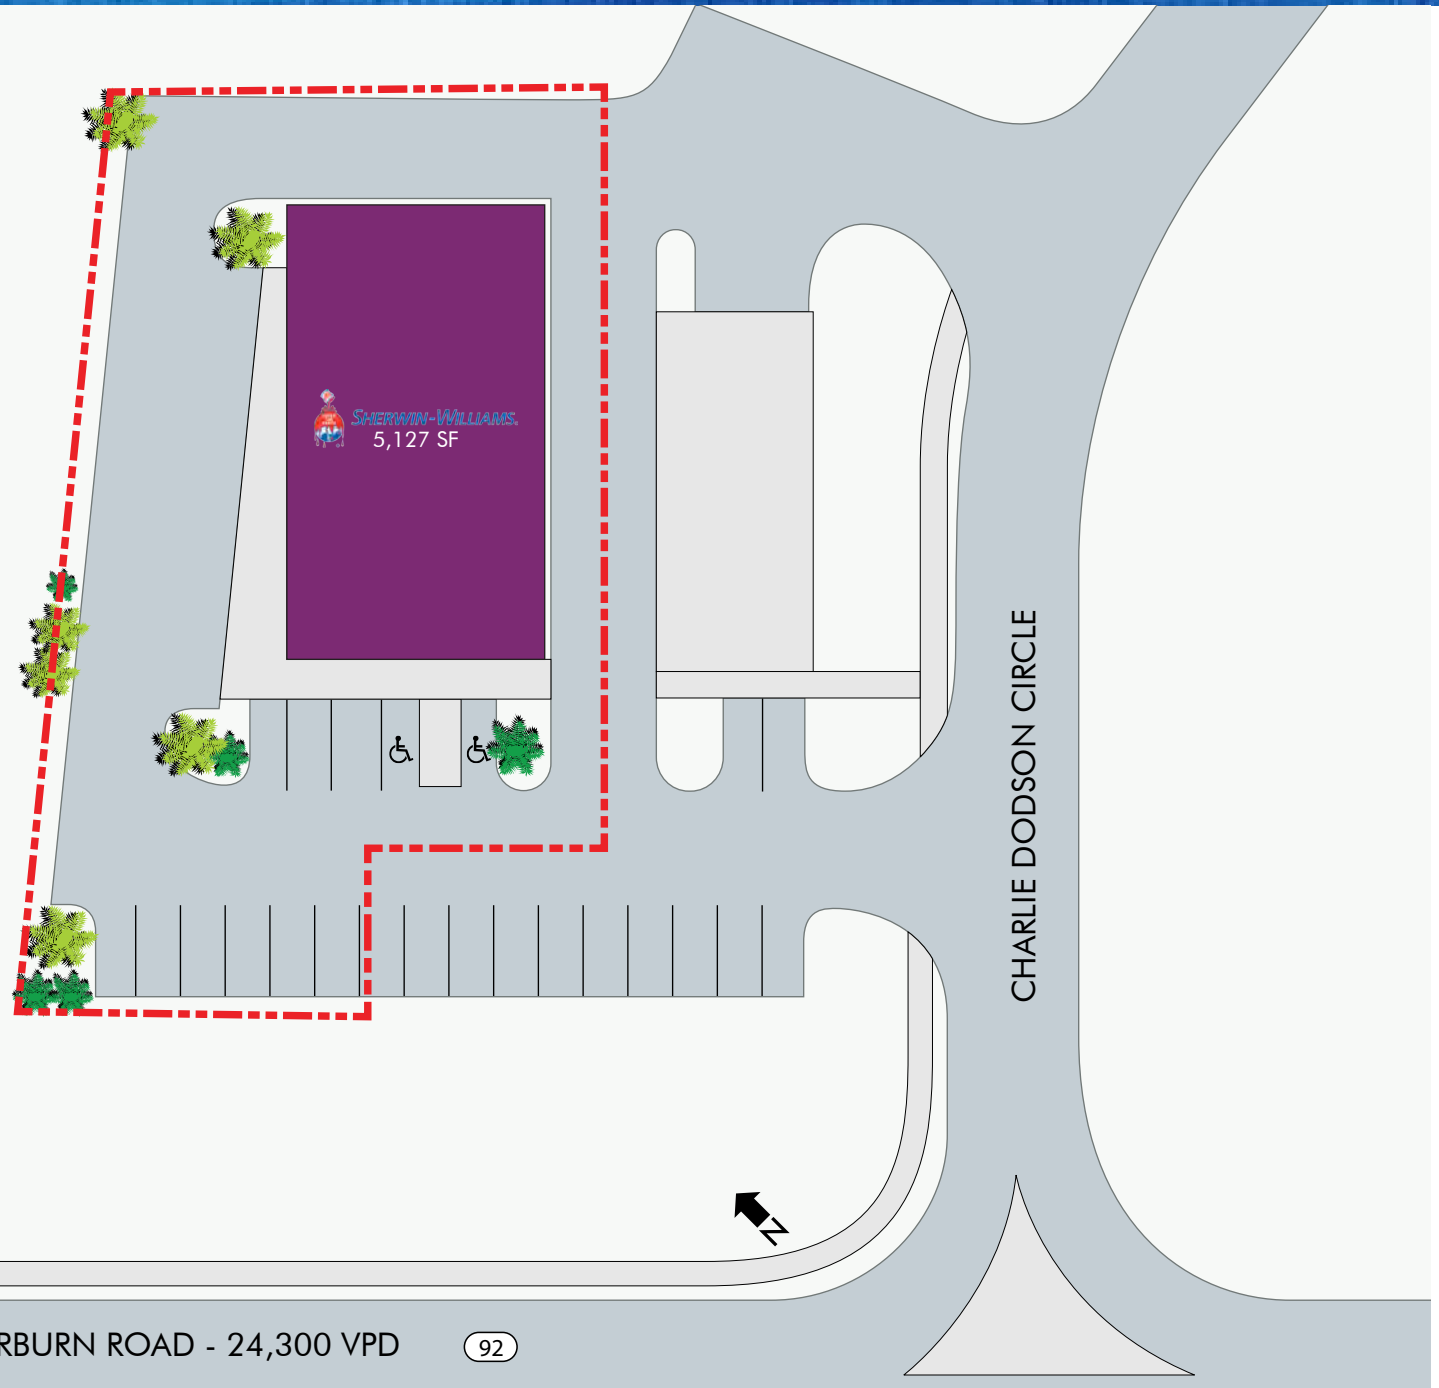 SHERWIN-WILLIAMS.
5,127 SF
CHARLIE DODSON CIRCLE
N
RBURN ROAD - 24,300 VPD
92